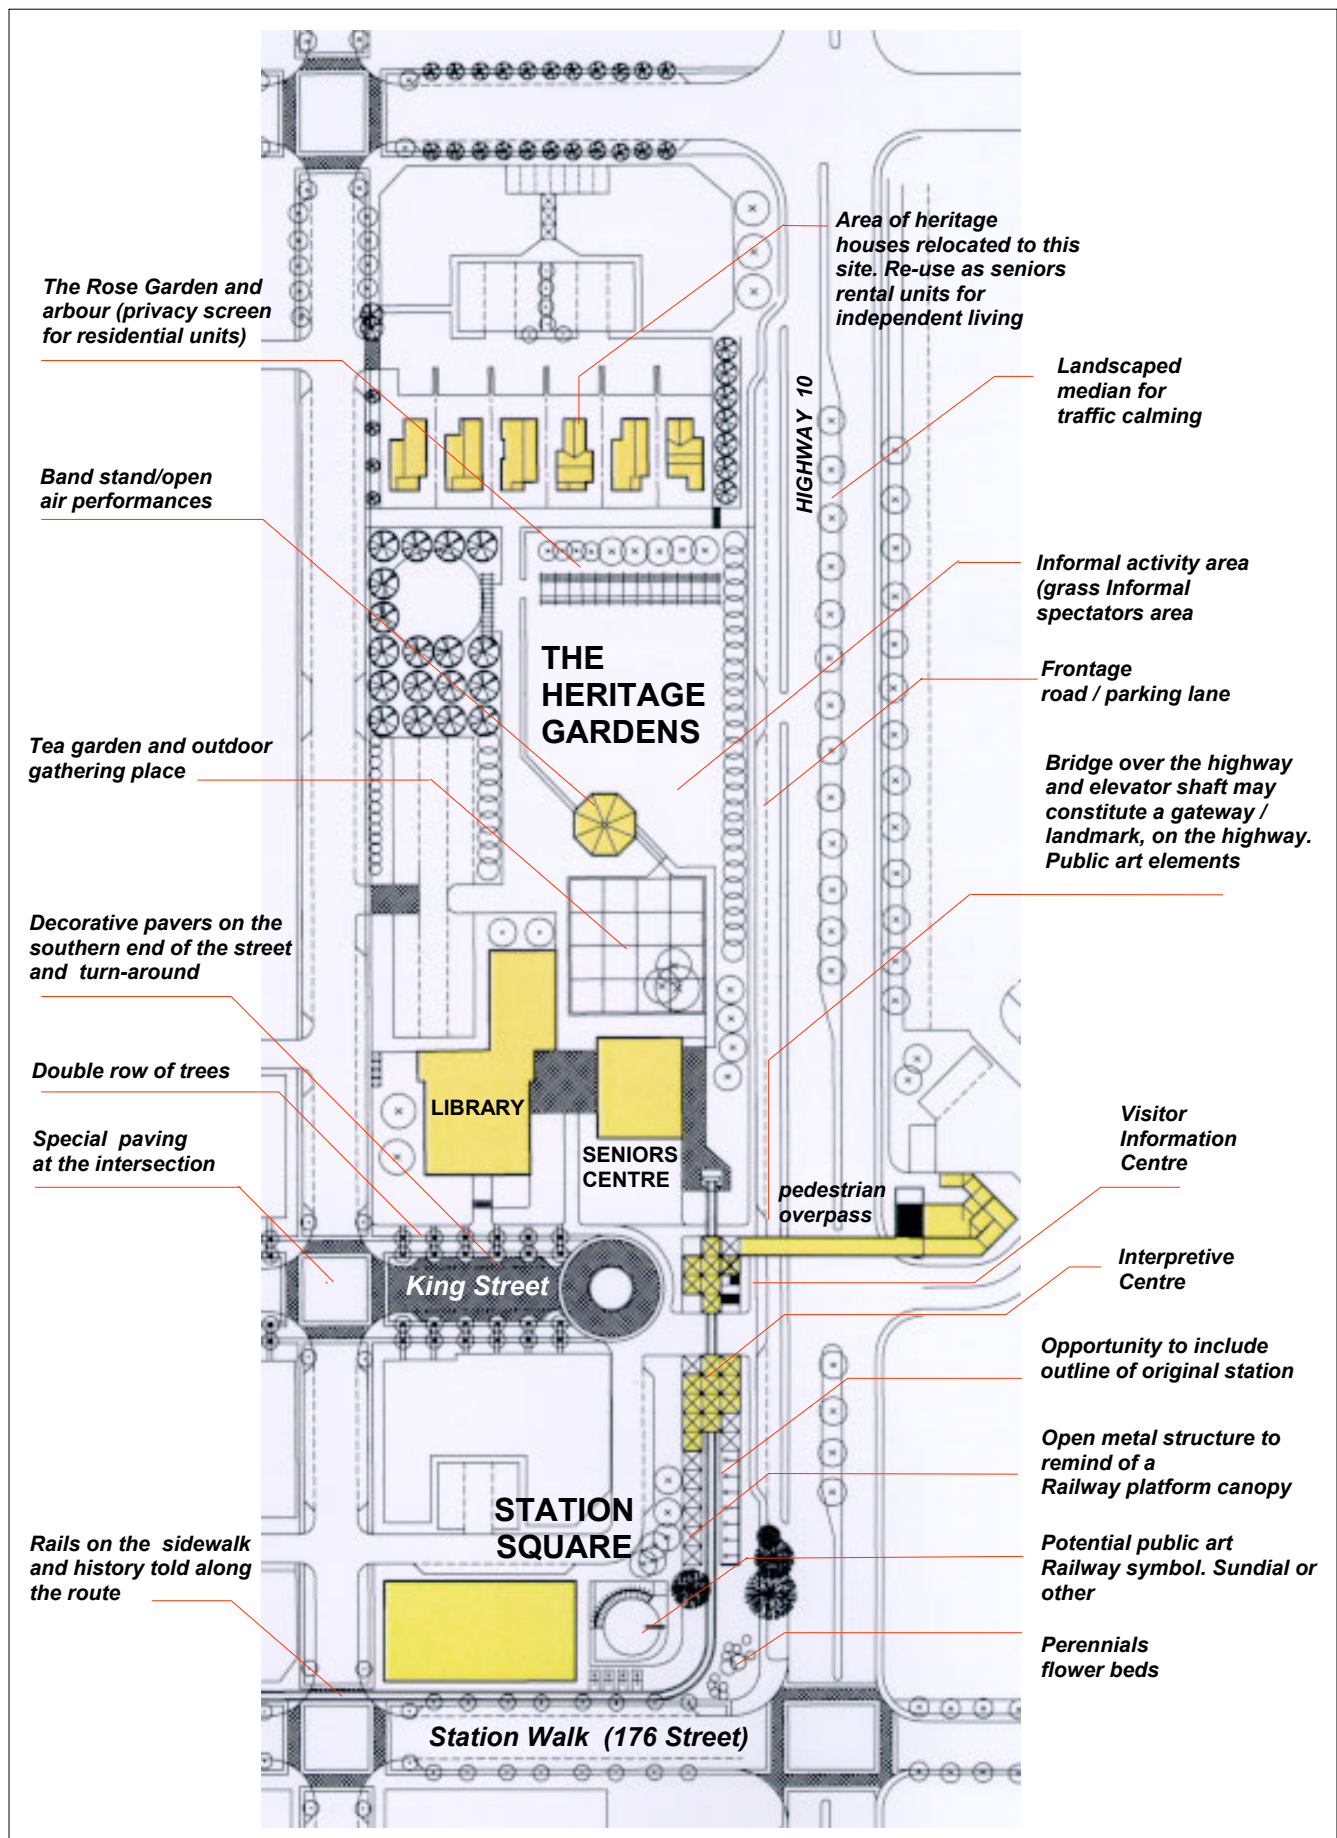 Area of heritage
houses relocated to this
site. Re-use as seniors
rental units for
independent living
The Rose Garden and
arbour (privacy screen
for residential units)
Landscaped
median for
traffic calming
HIGHWAY 10
Band stand/open
air performances
Informal activity area
(grass Informal
spectators area
THE
HERITAGE
GARDENS
Frontage
road / parking lane
Tea garden and outdoor
gathering place
Bridge over the highway
and elevator shaft may
constitute a gateway /
landmark, on the highway.
Public art elements
Decorative pavers on the
southern end of the street
and turn-around
Double row of trees
LIBRARY
Special paving
at the intersection
SENIORS
CENTRE
Visitor
Information
Centre
pedestrian
overpass
King Street
Interpretive
Centre
Opportunity to include
outline of original station
Open metal structure to
remind of a
Railway platform canopy
STATION
SQUARE
Rails on the sidewalk
and history told along
the route
Potential public art
Railway symbol. Sundial or
other
Perennials
flower beds
Station Walk (176 Street)